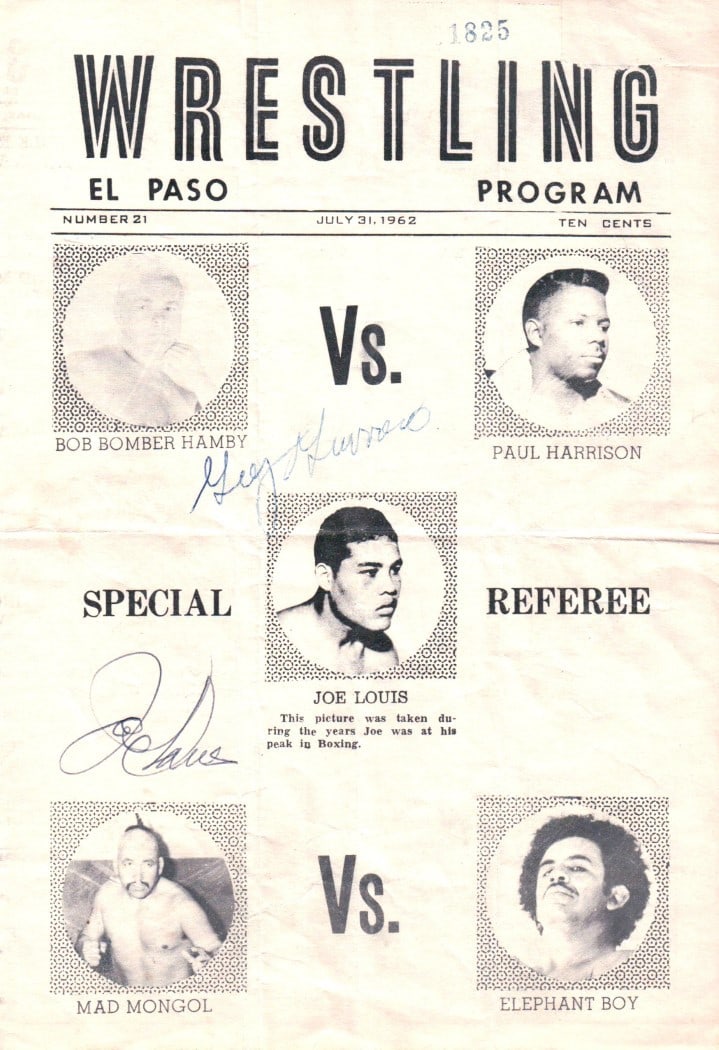 1825
WRESTLING
EL PASO PROGRAM
NUMBER 21 JULY 31, 1962 TEN CENTS
Vs.
BOB BOMBER HAMBY
PAUL HARRISON
SPECIAL REFEREE
JOE LOUIS
This picture was taken du-
ring the years Joe was at his
peak in Boxing.
Joe Louis
Vs.
MAD MONGOL
ELEPHANT BOY